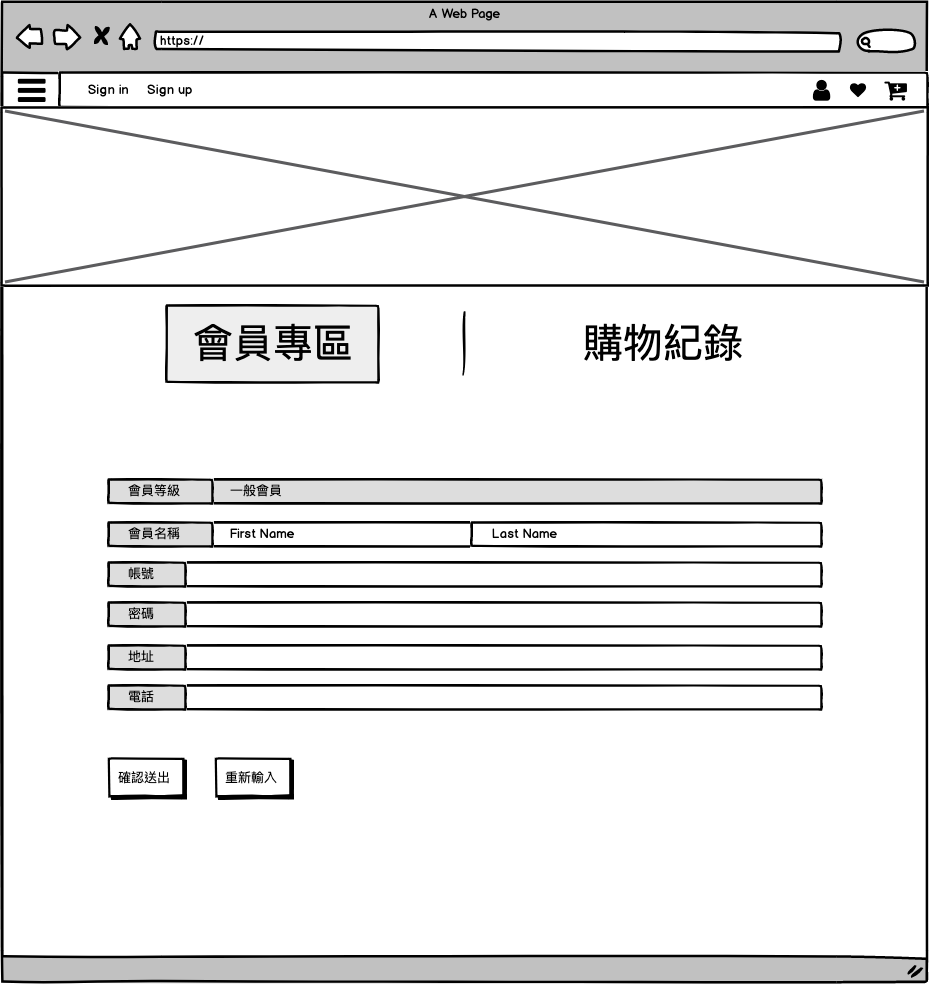 A Web Page
https://
Sign in Sign up
會員專區 購物紀錄
會員等級 一般會員
會員名稱 First Name Last Name
帳號
密碼
地址
電話
確認送出 重新輸入